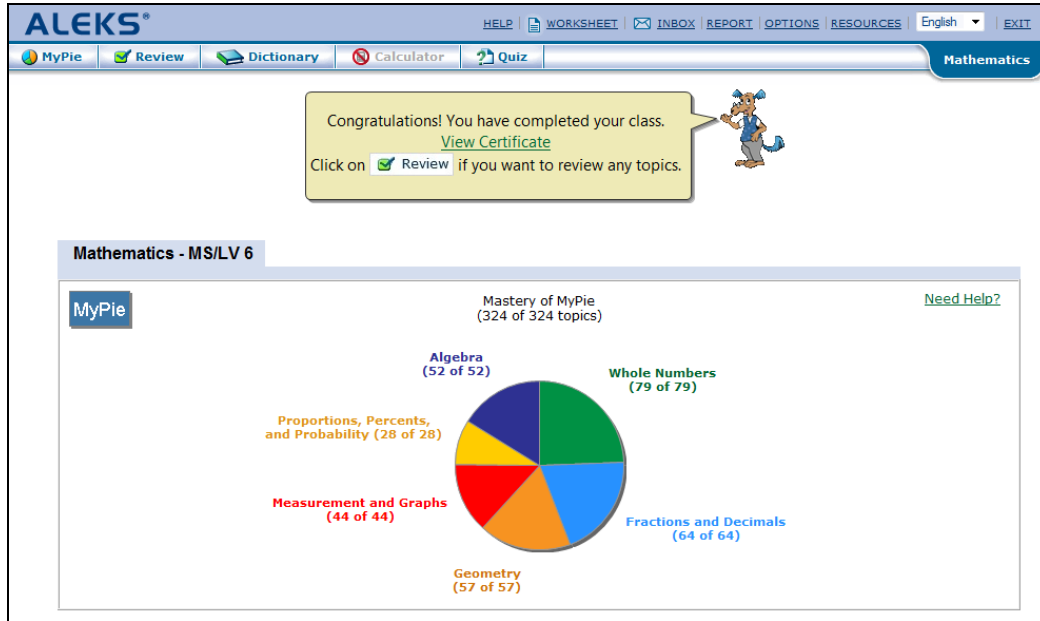 ALEKS®
HELP | WORKSHEET | INBOX | REPORT | OPTIONS | RESOURCES | English | EXIT
MyPie Review Dictionary Calculator Quiz Mathematics
Congratulations! You have completed your class.
View Certificate
Click on Review if you want to review any topics.
Mathematics - MS/LV 6
MyPie
Mastery of MyPie
(324 of 324 topics)
Need Help?
Algebra
(52 of 52)
Whole Numbers
(79 of 79)
Proportions, Percents,
and Probability (28 of 28)
Measurement and Graphs
(44 of 44)
Fractions and Decimals
(64 of 64)
Geometry
(57 of 57)